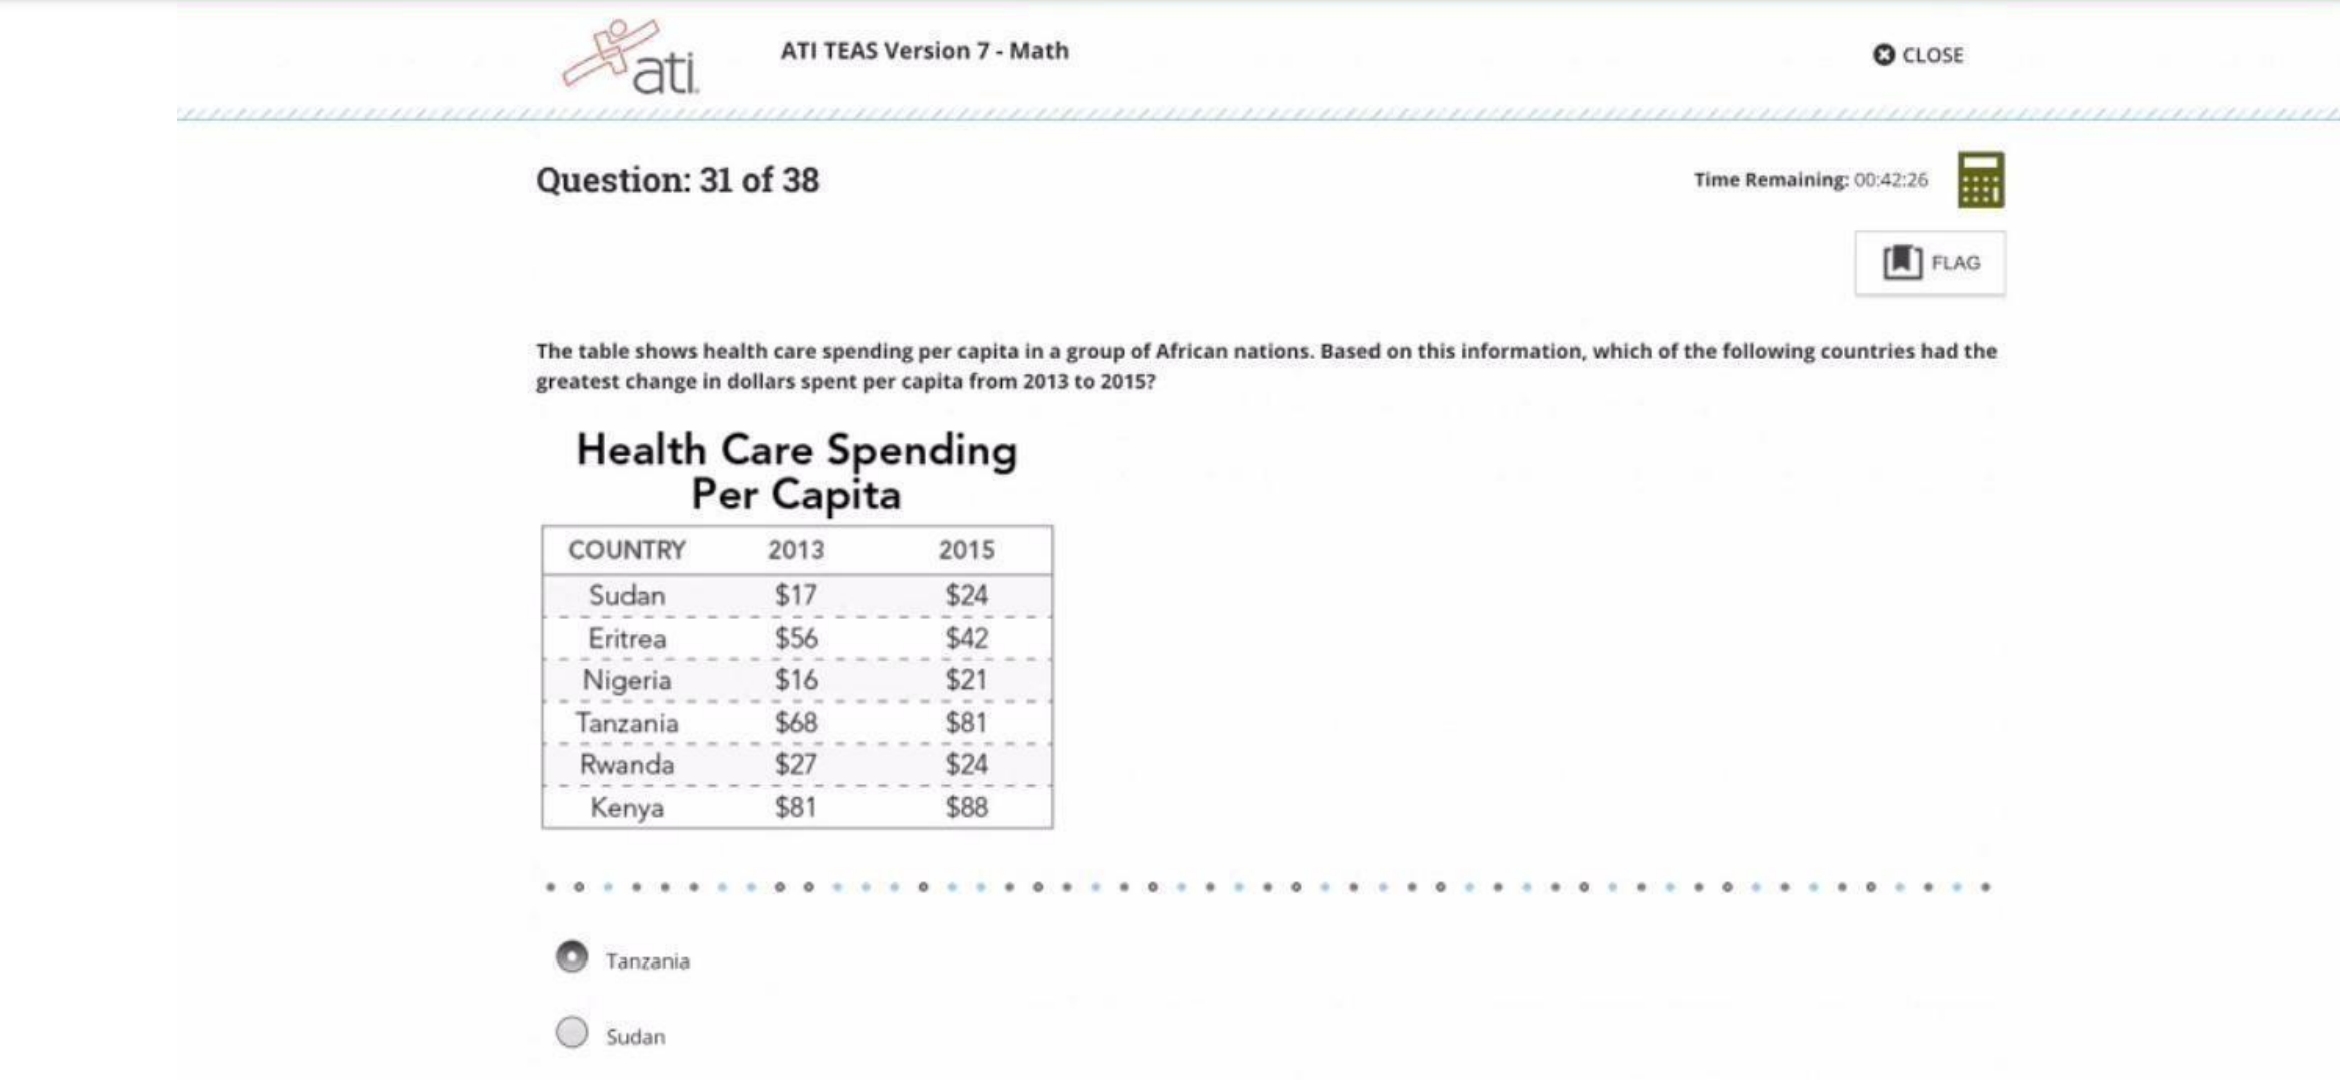 ati
ATI TEAS Version 7 - Math
CLOSE
Question: 31 of 38
Time Remaining: 00:42:26
FLAG
The table shows health care spending per capita in a group of African nations. Based on this information, which of the following countries had the
greatest change in dollars spent per capita from 2013 to 2015?
Health Care Spending
Per Capita
COUNTRY 2013 2015
Sudan $17 $24
Eritrea $56 $42
Nigeria $16 $21
Tanzania $68 $81
Rwanda $27 $24
Kenya $81 $88
Tanzania
Sudan